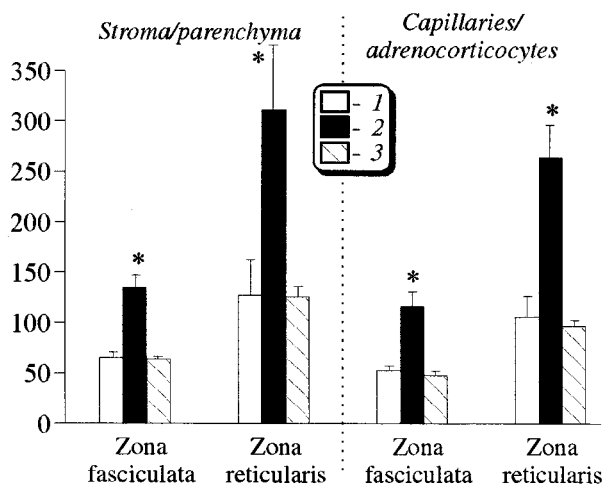 Stroma/parenchyma
Capillaries/
adrenocorticocytes
350
300
250
200
150
100
50
0
- 1
- 2
- 3
*
*
*
*
Zona
fasciculata
Zona
reticularis
Zona
fasciculata
Zona
reticularis